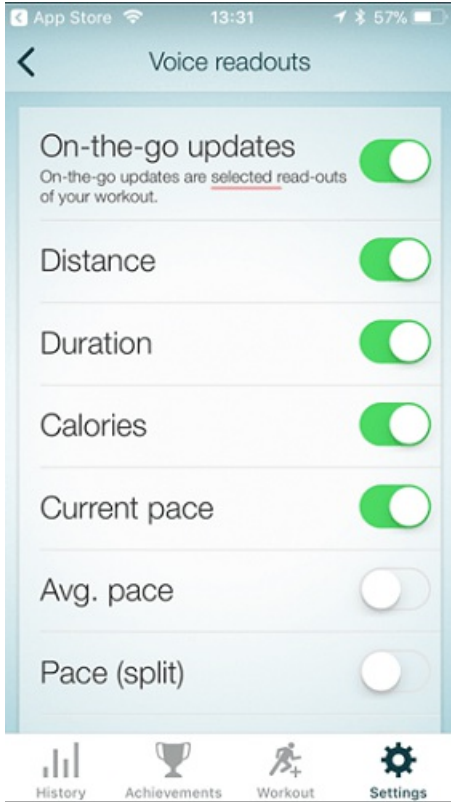 App Store 13:31 57%
Voice readouts
On-the-go updates
On-the-go updates are selected read-outs
of your workout.
Distance
Duration
Calories
Current pace
Avg. pace
Pace (split)
History Achievements Workout Settings